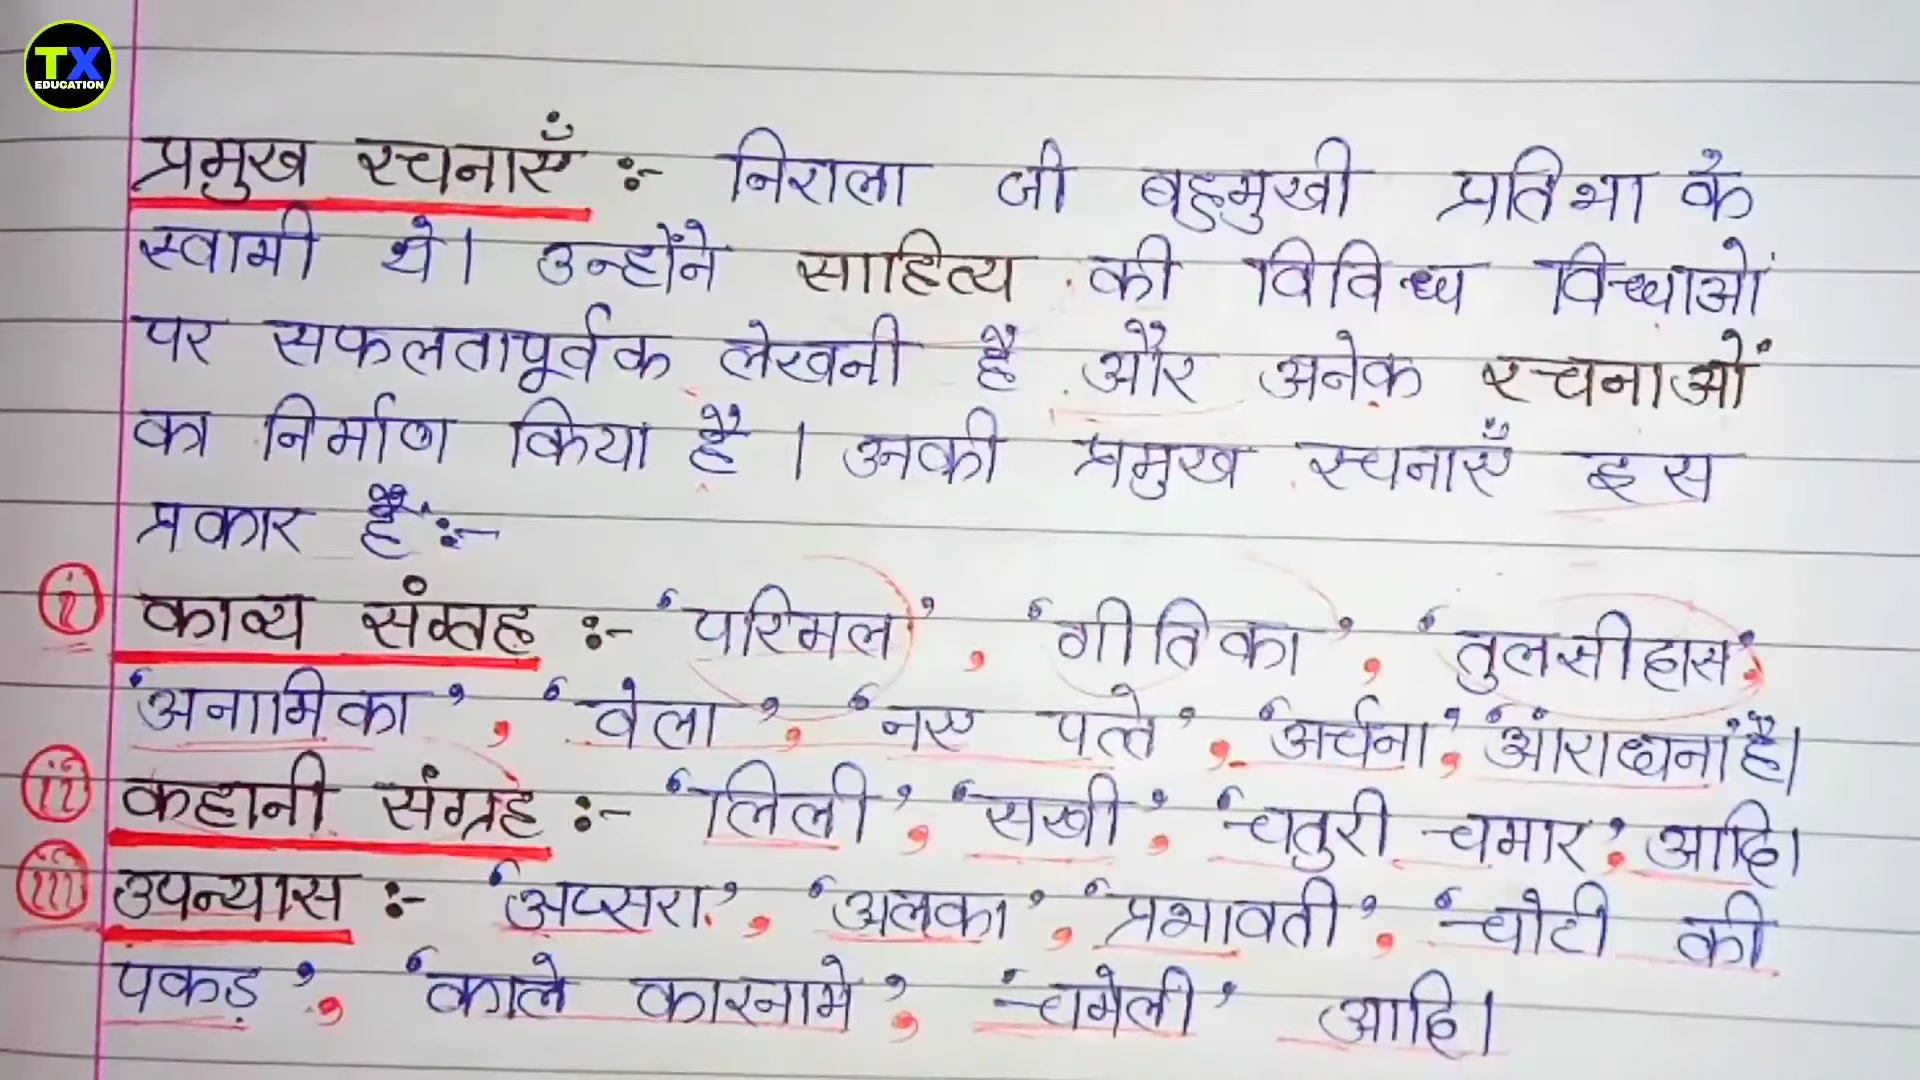 TX
EDUCATION
प्रमुख रचनाएँ :- निराला जी बहुमुखी प्रतिभा के
स्वामी थे। उन्होंने साहित्य की विविध विधाओं
पर सफलतापूर्वक लेखनी है और अनेक रचनाओं
का निर्माण किया है । उनकी प्रमुख रचनाएँ इस
प्रकार हैं :-
(i) काव्य संग्रह :- 'परिमल', 'गीतिका', 'तुलसीदास',
'अनामिका', 'वेला', 'नए पत्ते', 'अर्चना', 'आराधना' है।
(ii) कहानी संग्रह :- 'लिली', 'सखी', 'चतुरी चमार', आदि।
(iii) उपन्यास :- 'अप्सरा', 'अलका', 'प्रभावती', 'चोटी की
पकड़', 'काले कारनामे', 'चमेली' आदि।